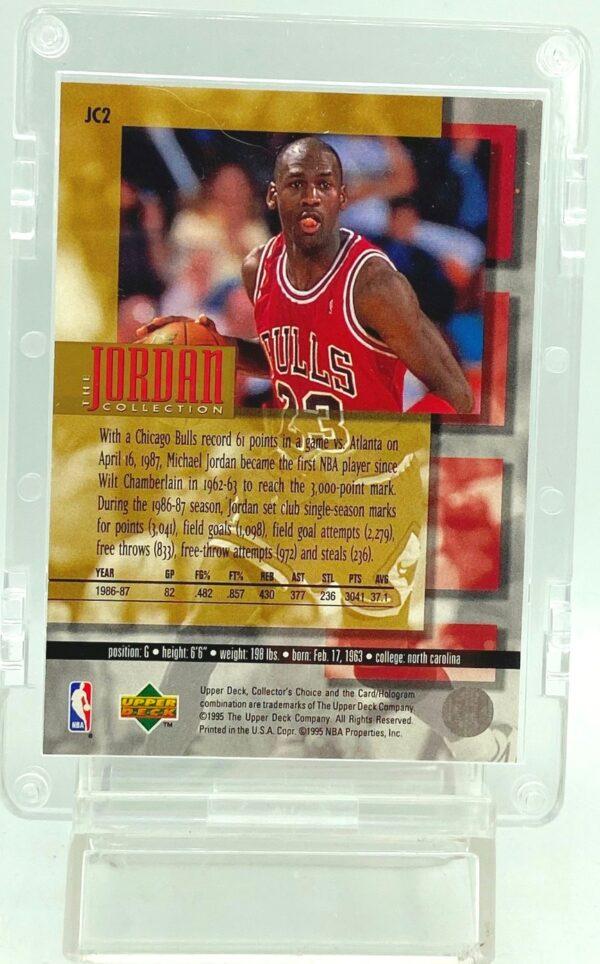 JC2
BULLS
23
THE
JORDAN
COLLECTION
With a Chicago Bulls record 61 points in a game vs. Atlanta on
April 16, 1987, Michael Jordan became the first NBA player since
Wilt Chamberlain in 1962-63 to reach the 3,000-point mark.
During the 1986-87 season, Jordan set club single-season marks
for points (3,041), field goals (1,098), field goal attempts (2,279),
free throws (833), free-throw attempts (972) and steals (236).
YEAR GP FG% FT% REB AST STL PTS AVG
1986-87 82 .482 .857 430 377 236 3041 37.1
position: G • height: 6'6" • weight: 198 lbs. • born: Feb. 17, 1963 • college: north carolina
NBA
UPPER
DECK
TM
Upper Deck, Collector's Choice and the Card/Hologram
combination are trademarks of The Upper Deck Company.
©1995 The Upper Deck Company. All Rights Reserved.
Printed in the U.S.A. Copr. ©1995 NBA Properties, Inc.